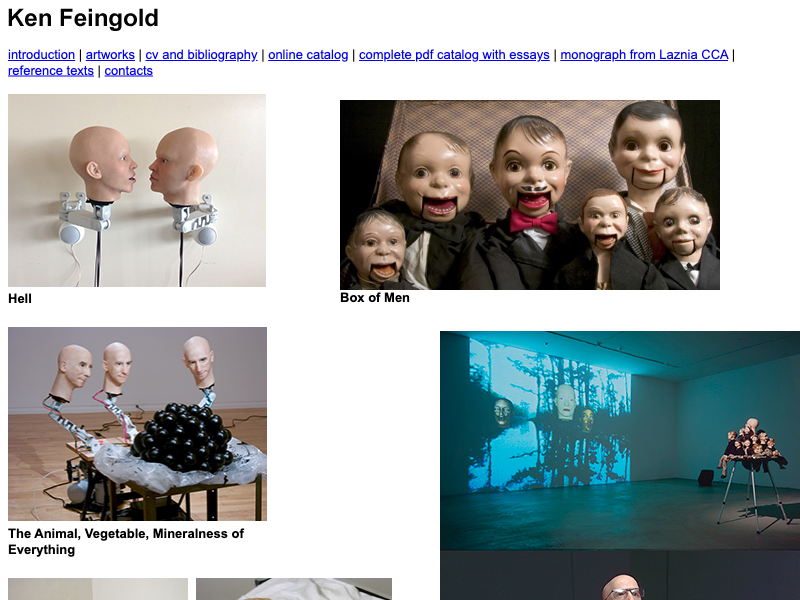 Ken Feingold
introduction | artworks | cv and bibliography | online catalog | complete pdf catalog with essays | monograph from Laznia CCA |
reference texts | contacts
Hell
Box of Men
The Animal, Vegetable, Mineralness of
Everything